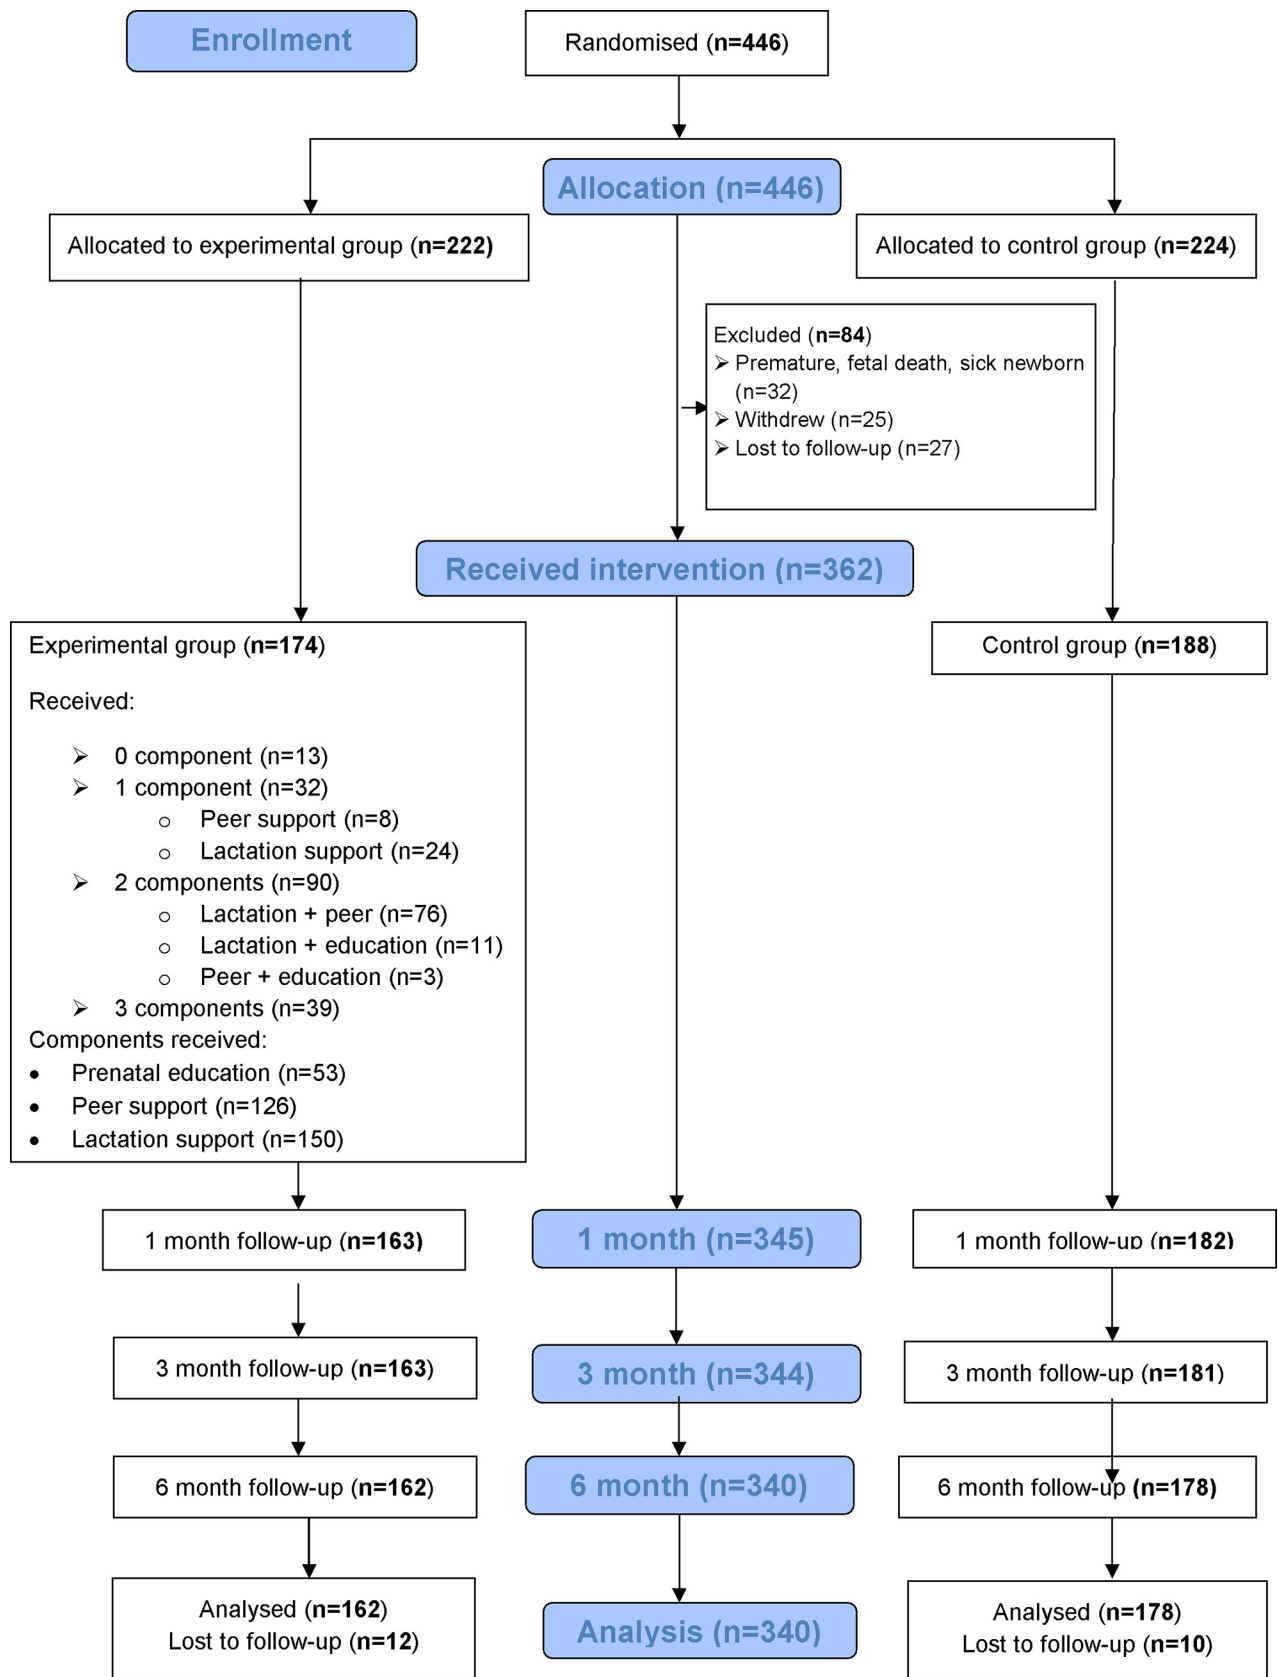 Enrollment
Randomised (n=446)
Allocation (n=446)
Allocated to experimental group (n=222)
Allocated to control group (n=224)
Excluded (n=84)
➢ Premature, fetal death, sick newborn
(n=32)
➢ Withdrew (n=25)
➢ Lost to follow-up (n=27)
Received intervention (n=362)
Experimental group (n=174)
Received:
➢ 0 component (n=13)
➢ 1 component (n=32)
o Peer support (n=8)
o Lactation support (n=24)
➢ 2 components (n=90)
o Lactation + peer (n=76)
o Lactation + education (n=11)
o Peer + education (n=3)
➢ 3 components (n=39)
Components received:
• Prenatal education (n=53)
• Peer support (n=126)
• Lactation support (n=150)
Control group (n=188)
1 month follow-up (n=163)
1 month (n=345)
1 month follow-up (n=182)
3 month follow-up (n=163)
3 month (n=344)
3 month follow-up (n=181)
6 month follow-up (n=162)
6 month (n=340)
6 month follow-up (n=178)
Analysed (n=162)
Lost to follow-up (n=12)
Analysis (n=340)
Analysed (n=178)
Lost to follow-up (n=10)